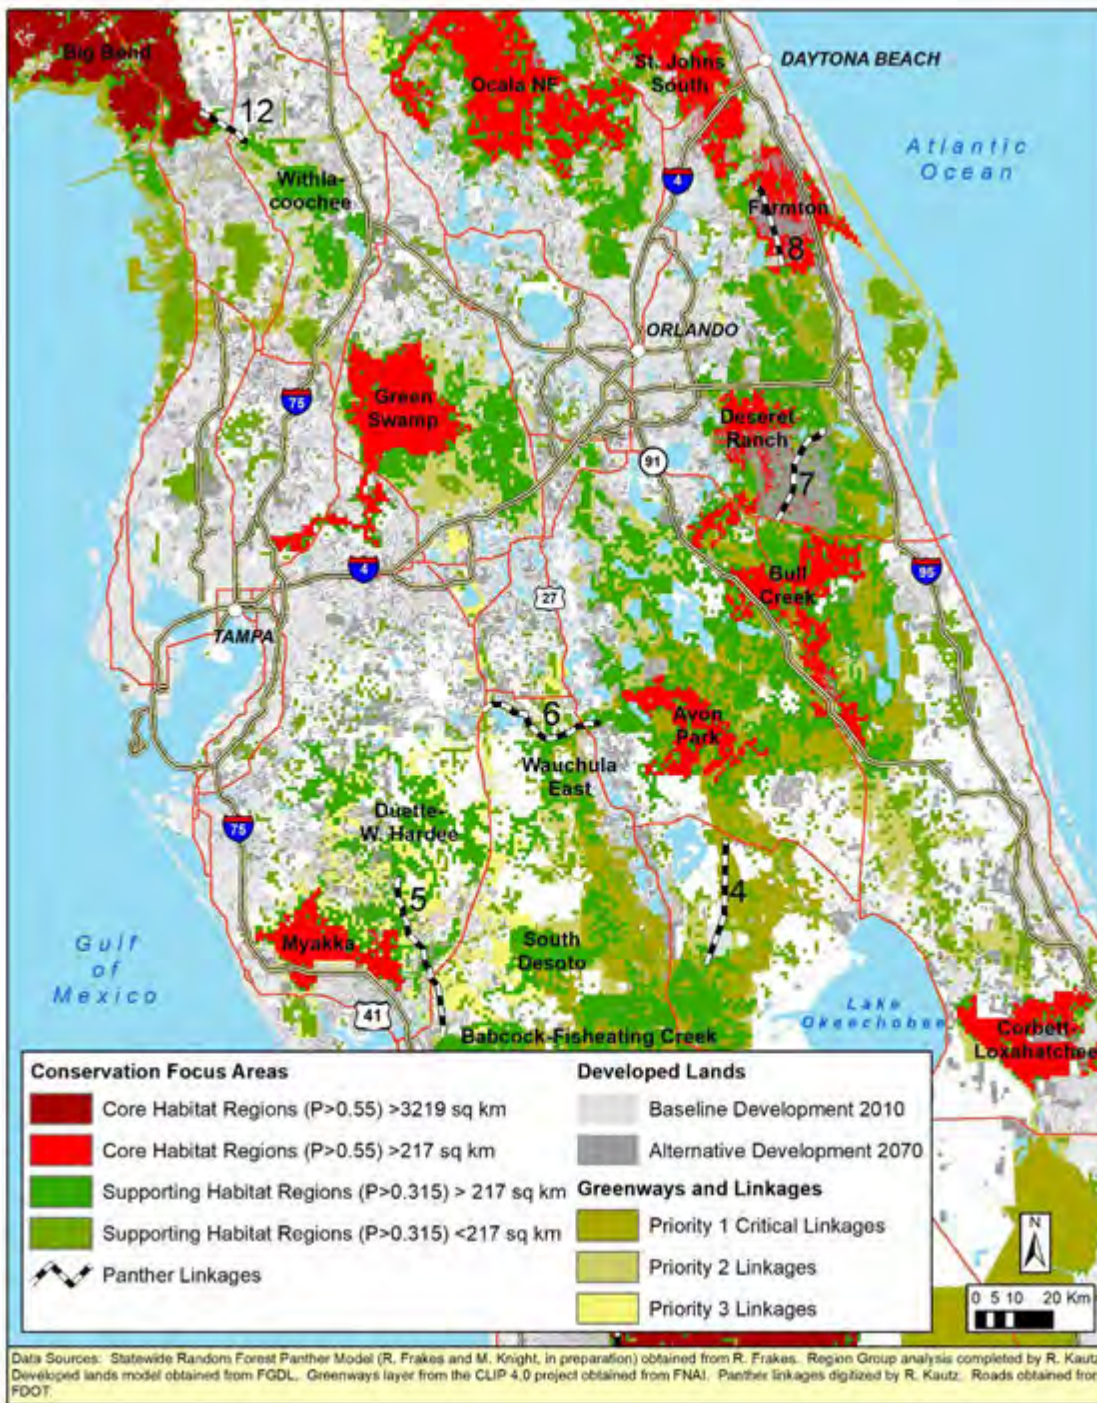 Big Bend
Ocala NF
St. Johns
South
DAYTONA BEACH
12
Atlantic
Ocean
Withla-
coochee
4
Farmton
8
ORLANDO
Green
Swamp
75
Deseret
Ranch
91
7
4
27
Bull
Creek
95
TAMPA
6
Avon
Park
Wauchula
East
Duette-
W. Hardee
75
5
4
Gulf
of
Mexico
Myakka
South
Desoto
41
Lake
Okeechobee
Corbett-
Loxahatchee
Babcock-Fisheating Creek
Conservation Focus Areas
Core Habitat Regions (P>0.55) >3219 sq km
Core Habitat Regions (P>0.55) >217 sq km
Supporting Habitat Regions (P>0.315) > 217 sq km
Supporting Habitat Regions (P>0.315) <217 sq km
Panther Linkages
Developed Lands
Baseline Development 2010
Alternative Development 2070
Greenways and Linkages
Priority 1 Critical Linkages
Priority 2 Linkages
Priority 3 Linkages
N
0 5 10 20 Km
Data Sources: Statewide Random Forest Panther Model (R. Frakes and M. Knight, in preparation) obtained from R. Frakes. Region Group analysis completed by R. Kautz
Developed lands model obtained from FGDL. Greenways layer from the CLIP 4.0 project obtained from FNAI. Panther linkages digitized by R. Kautz. Roads obtained from
FDOT.